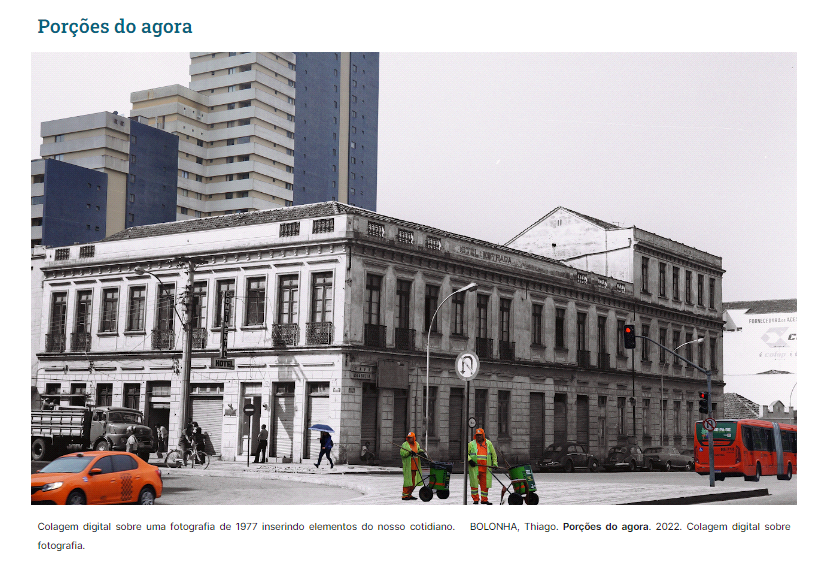 Porções do agora
HOTEL
Colagem digital sobre uma fotografia de 1977 inserindo elementos do nosso cotidiano. BOLONHA, Thiago. Porções do agora. 2022. Colagem digital sobre
fotografia.